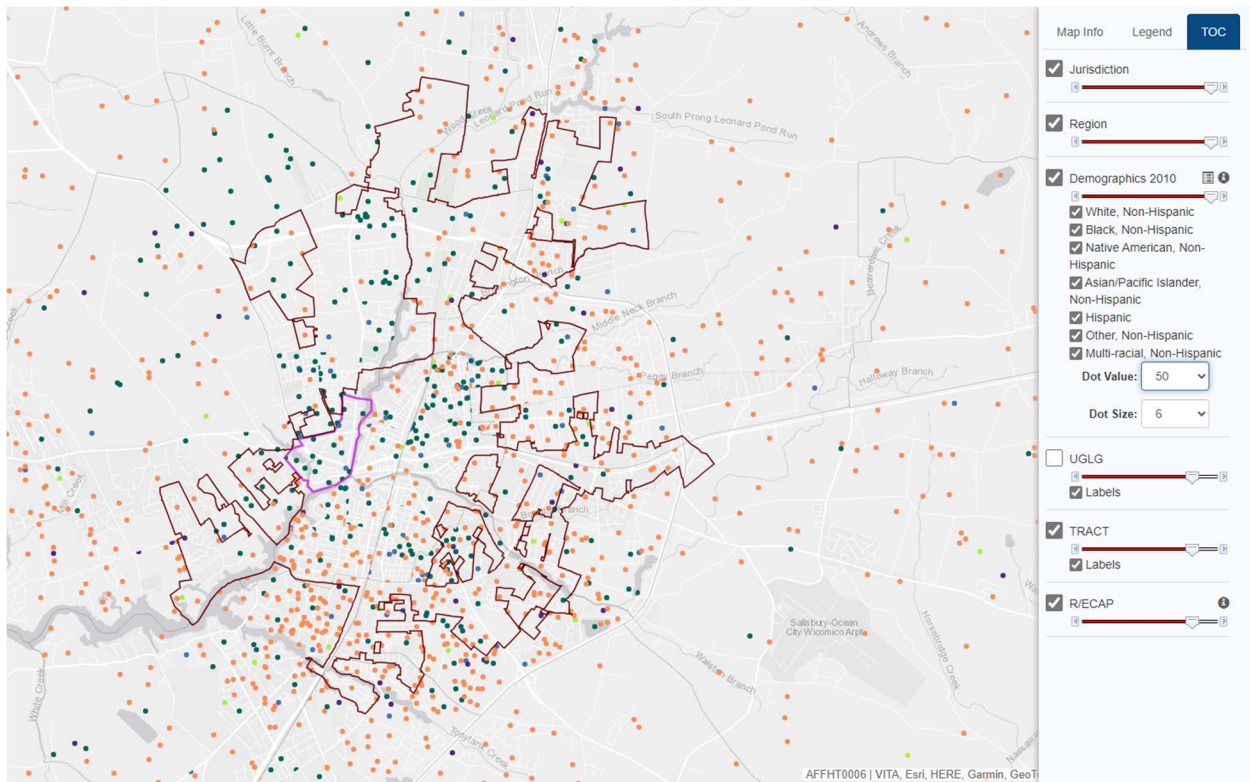 Map Info Legend TOC
Jurisdiction
Region
Demographics 2010
White, Non-Hispanic
Black, Non-Hispanic
Native American, Non-
Hispanic
Asian/Pacific Islander,
Non-Hispanic
Hispanic
Other, Non-Hispanic
Multi-racial, Non-Hispanic
Dot Value: 50
Dot Size: 6
UGLG
Labels
TRACT
Labels
R/ECAP
Little Burnt Branch
Andrews Branch
Wood Creek
Leonard Pond Run
South Prong Leonard Pond Run
Beaverdam Creek
Branch
Middle Neck Branch
Peggy Branch
Halloway Branch
Mill Creek
Salisbury-Ocean
City Wicomico Arpt
Horsebridge Creek
Walston Branch
White Creek
Tonytank Creek
AFFHT0006 | VITA, Esri, HERE, Garmin, GeoT